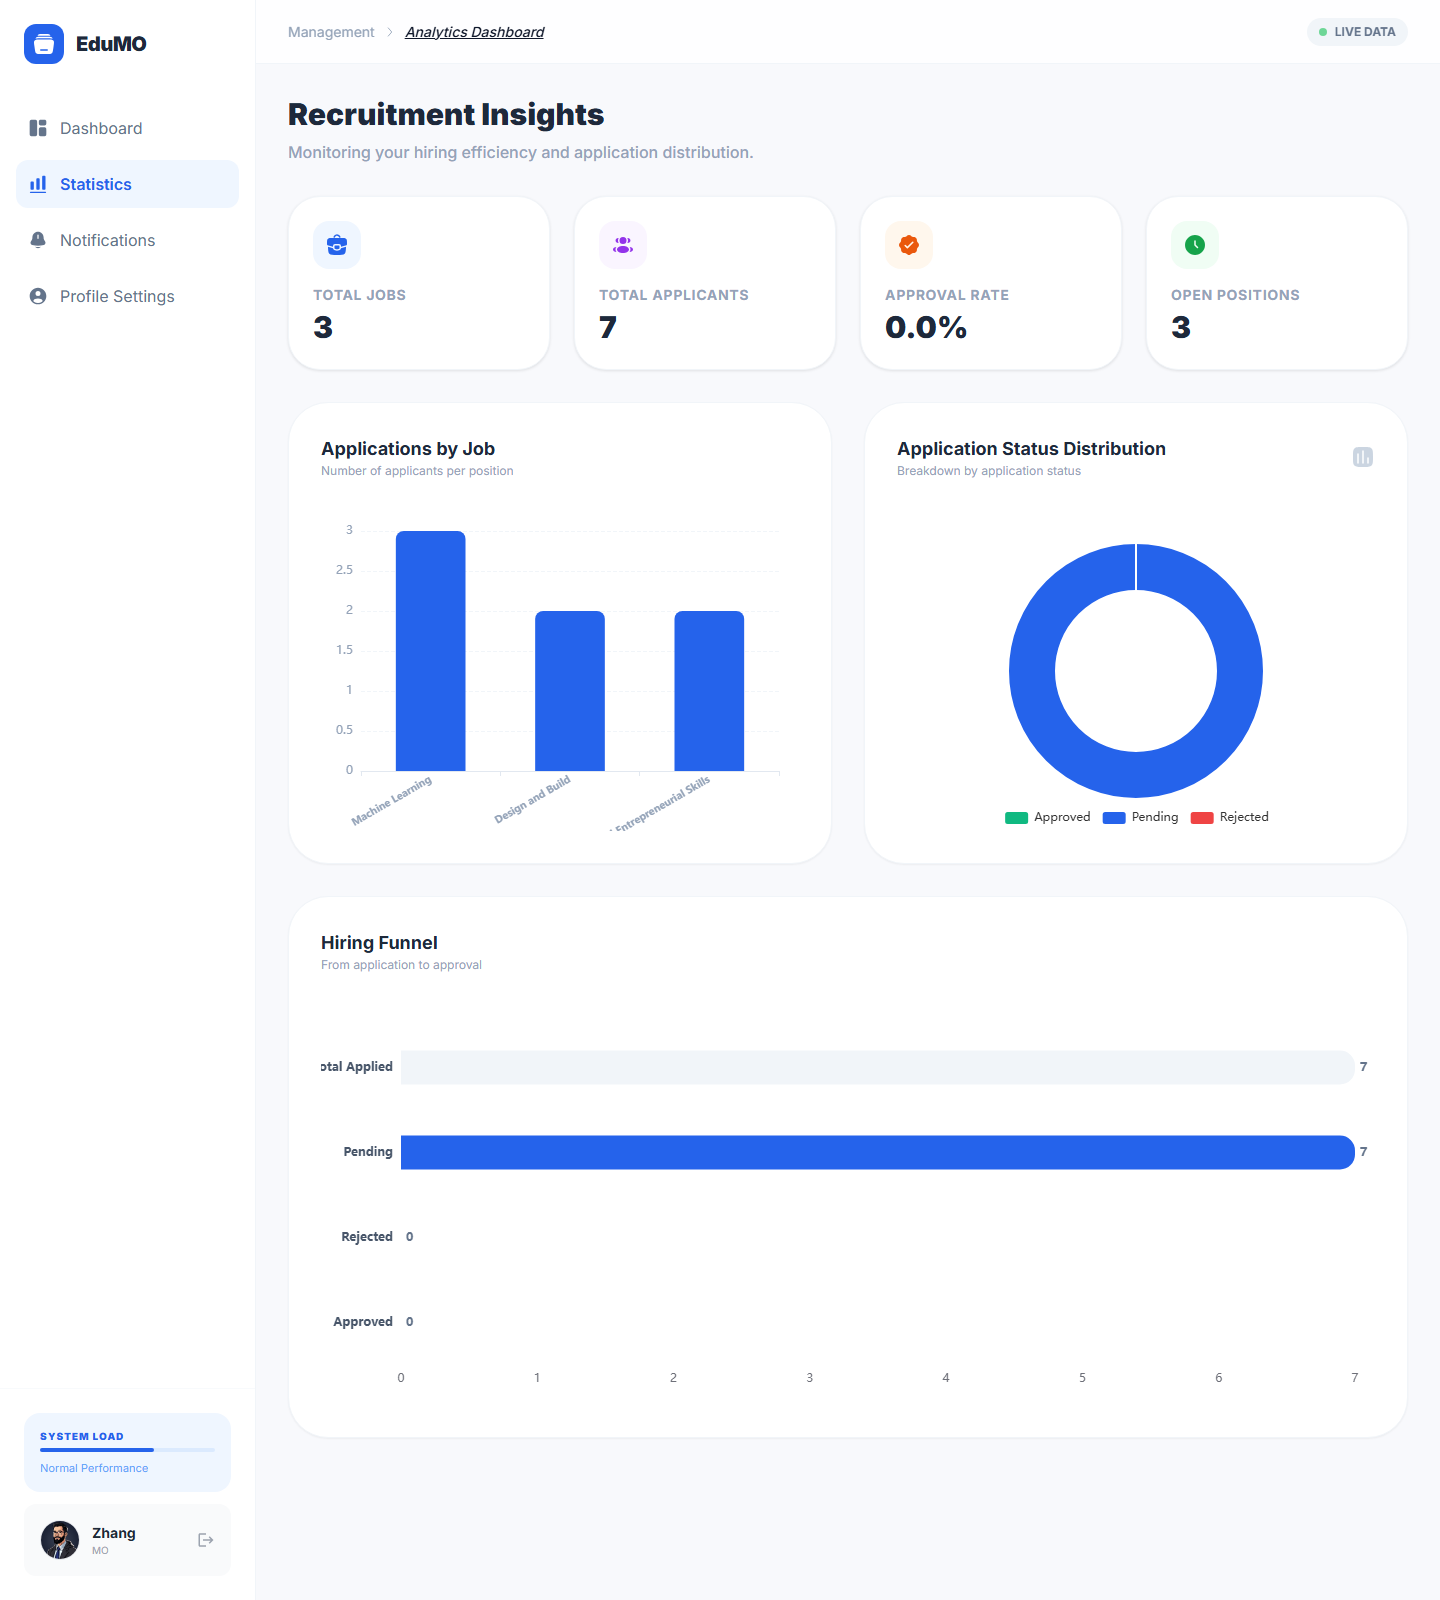 EduMO
Dashboard
Statistics
Notifications
Profile Settings
SYSTEM LOAD
Normal Performance
Zhang
MO
Management
Analytics Dashboard
LIVE DATA
Recruitment Insights
Monitoring your hiring efficiency and application distribution.
TOTAL JOBS
3
TOTAL APPLICANTS
7
APPROVAL RATE
0.0%
OPEN POSITIONS
3
Applications by Job
Number of applicants per position
3
2.5
2
1.5
1
0.5
0
Machine Learning
Design and Build
Entrepreneurial Skills
Application Status Distribution
Breakdown by application status
Approved
Pending
Rejected
Hiring Funnel
From application to approval
otal Applied
7
Pending
7
Rejected
0
Approved
0
0
1
2
3
4
5
6
7